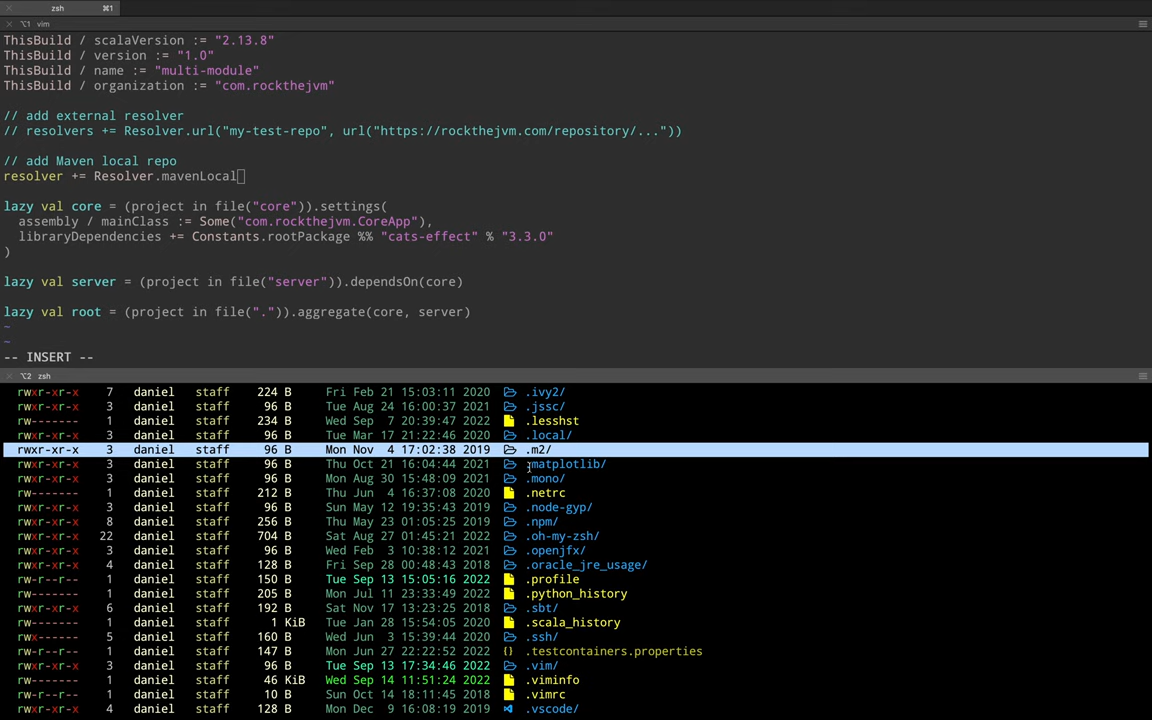 zsh ⌘1
⌥1 vim
ThisBuild / scalaVersion := "2.13.8"
ThisBuild / version := "1.0"
ThisBuild / name := "multi-module"
ThisBuild / organization := "com.rockthejvm"
// add external resolver
// resolvers += Resolver.url("my-test-repo", url("https://rockthejvm.com/repository/..."))
// add Maven local repo
resolver += Resolver.mavenLocal
lazy val core = (project in file("core")).settings(
  assembly / mainClass := Some("com.rockthejvm.CoreApp"),
  libraryDependencies += Constants.rootPackage %% "cats-effect" % "3.3.0"
)
lazy val server = (project in file("server")).dependsOn(core)
lazy val root = (project in file(".")).aggregate(core, server)
~
~
-- INSERT --
⌥2 zsh
rwxr-xr-x 7 daniel staff 224 B Fri Feb 21 15:03:11 2020 .ivy2/
rwxr-xr-x 3 daniel staff 96 B Tue Aug 24 16:00:37 2021 .jssc/
rw------- 1 daniel staff 234 B Wed Sep 7 20:39:47 2022 .lesshst
rwxr-xr-x 3 daniel staff 96 B Tue Mar 17 21:22:46 2020 .local/
rwxr-xr-x 3 daniel staff 96 B Mon Nov 4 17:02:38 2019 .m2/
rwxr-xr-x 3 daniel staff 96 B Thu Oct 21 16:04:44 2021 .matplotlib/
rwxr-xr-x 3 daniel staff 96 B Mon Aug 30 15:48:09 2021 .mono/
rw------- 1 daniel staff 212 B Thu Jun 4 16:37:08 2020 .netrc
rwxr-xr-x 3 daniel staff 96 B Sun May 12 19:35:43 2019 .node-gyp/
rwxr-xr-x 8 daniel staff 256 B Thu May 23 01:05:25 2019 .npm/
rwxr-xr-x 22 daniel staff 704 B Sat Aug 27 01:45:21 2022 .oh-my-zsh/
rwxr-xr-x 3 daniel staff 96 B Wed Feb 3 10:38:12 2021 .openjfx/
rwxr-xr-x 4 daniel staff 128 B Fri Sep 28 00:48:43 2018 .oracle_jre_usage/
rw-r--r-- 1 daniel staff 150 B Tue Sep 13 15:05:16 2022 .profile
rw------- 1 daniel staff 205 B Mon Jul 11 23:33:49 2022 .python_history
rwxr-xr-x 6 daniel staff 192 B Sat Nov 17 13:23:25 2018 .sbt/
rw------- 1 daniel staff 1 KiB Tue Jan 28 15:54:05 2020 .scala_history
rwx------ 5 daniel staff 160 B Wed Jun 3 15:39:44 2020 .ssh/
rw-r--r-- 1 daniel staff 147 B Mon Jun 27 22:22:52 2022 {} .testcontainers.properties
rwxr-xr-x 3 daniel staff 96 B Tue Sep 13 17:34:46 2022 .vim/
rw------- 1 daniel staff 46 KiB Wed Sep 14 11:51:24 2022 .viminfo
rw-r--r-- 1 daniel staff 10 B Sun Oct 14 18:11:45 2018 .vimrc
rwxr-xr-x 4 daniel staff 128 B Mon Dec 9 16:08:19 2019 .vscode/